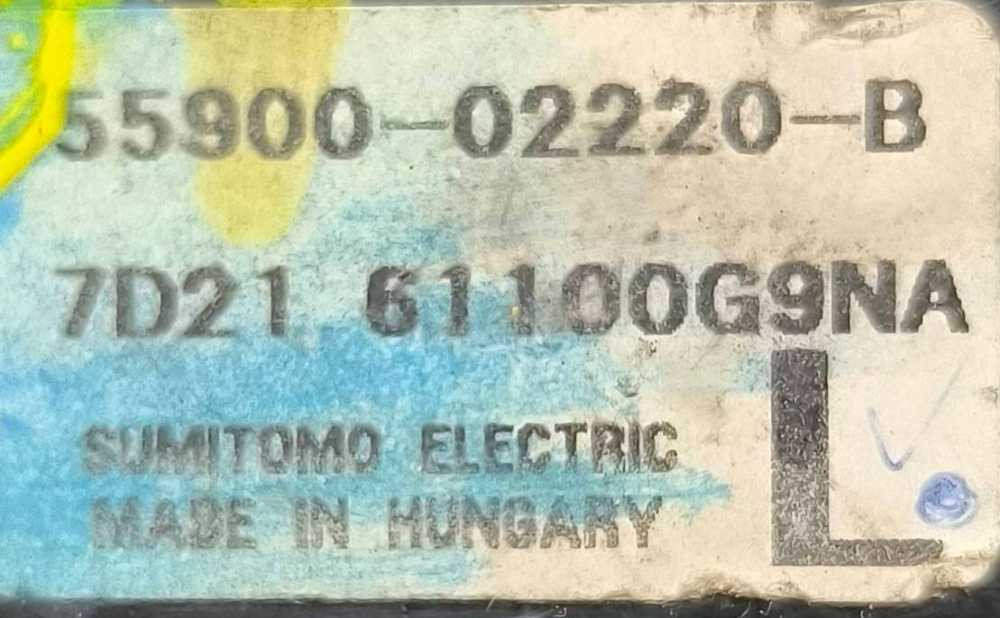 55900-02220-B
7D21 61100G9NA
SUMITOMO ELECTRIC
MADE IN HUNGARY
L